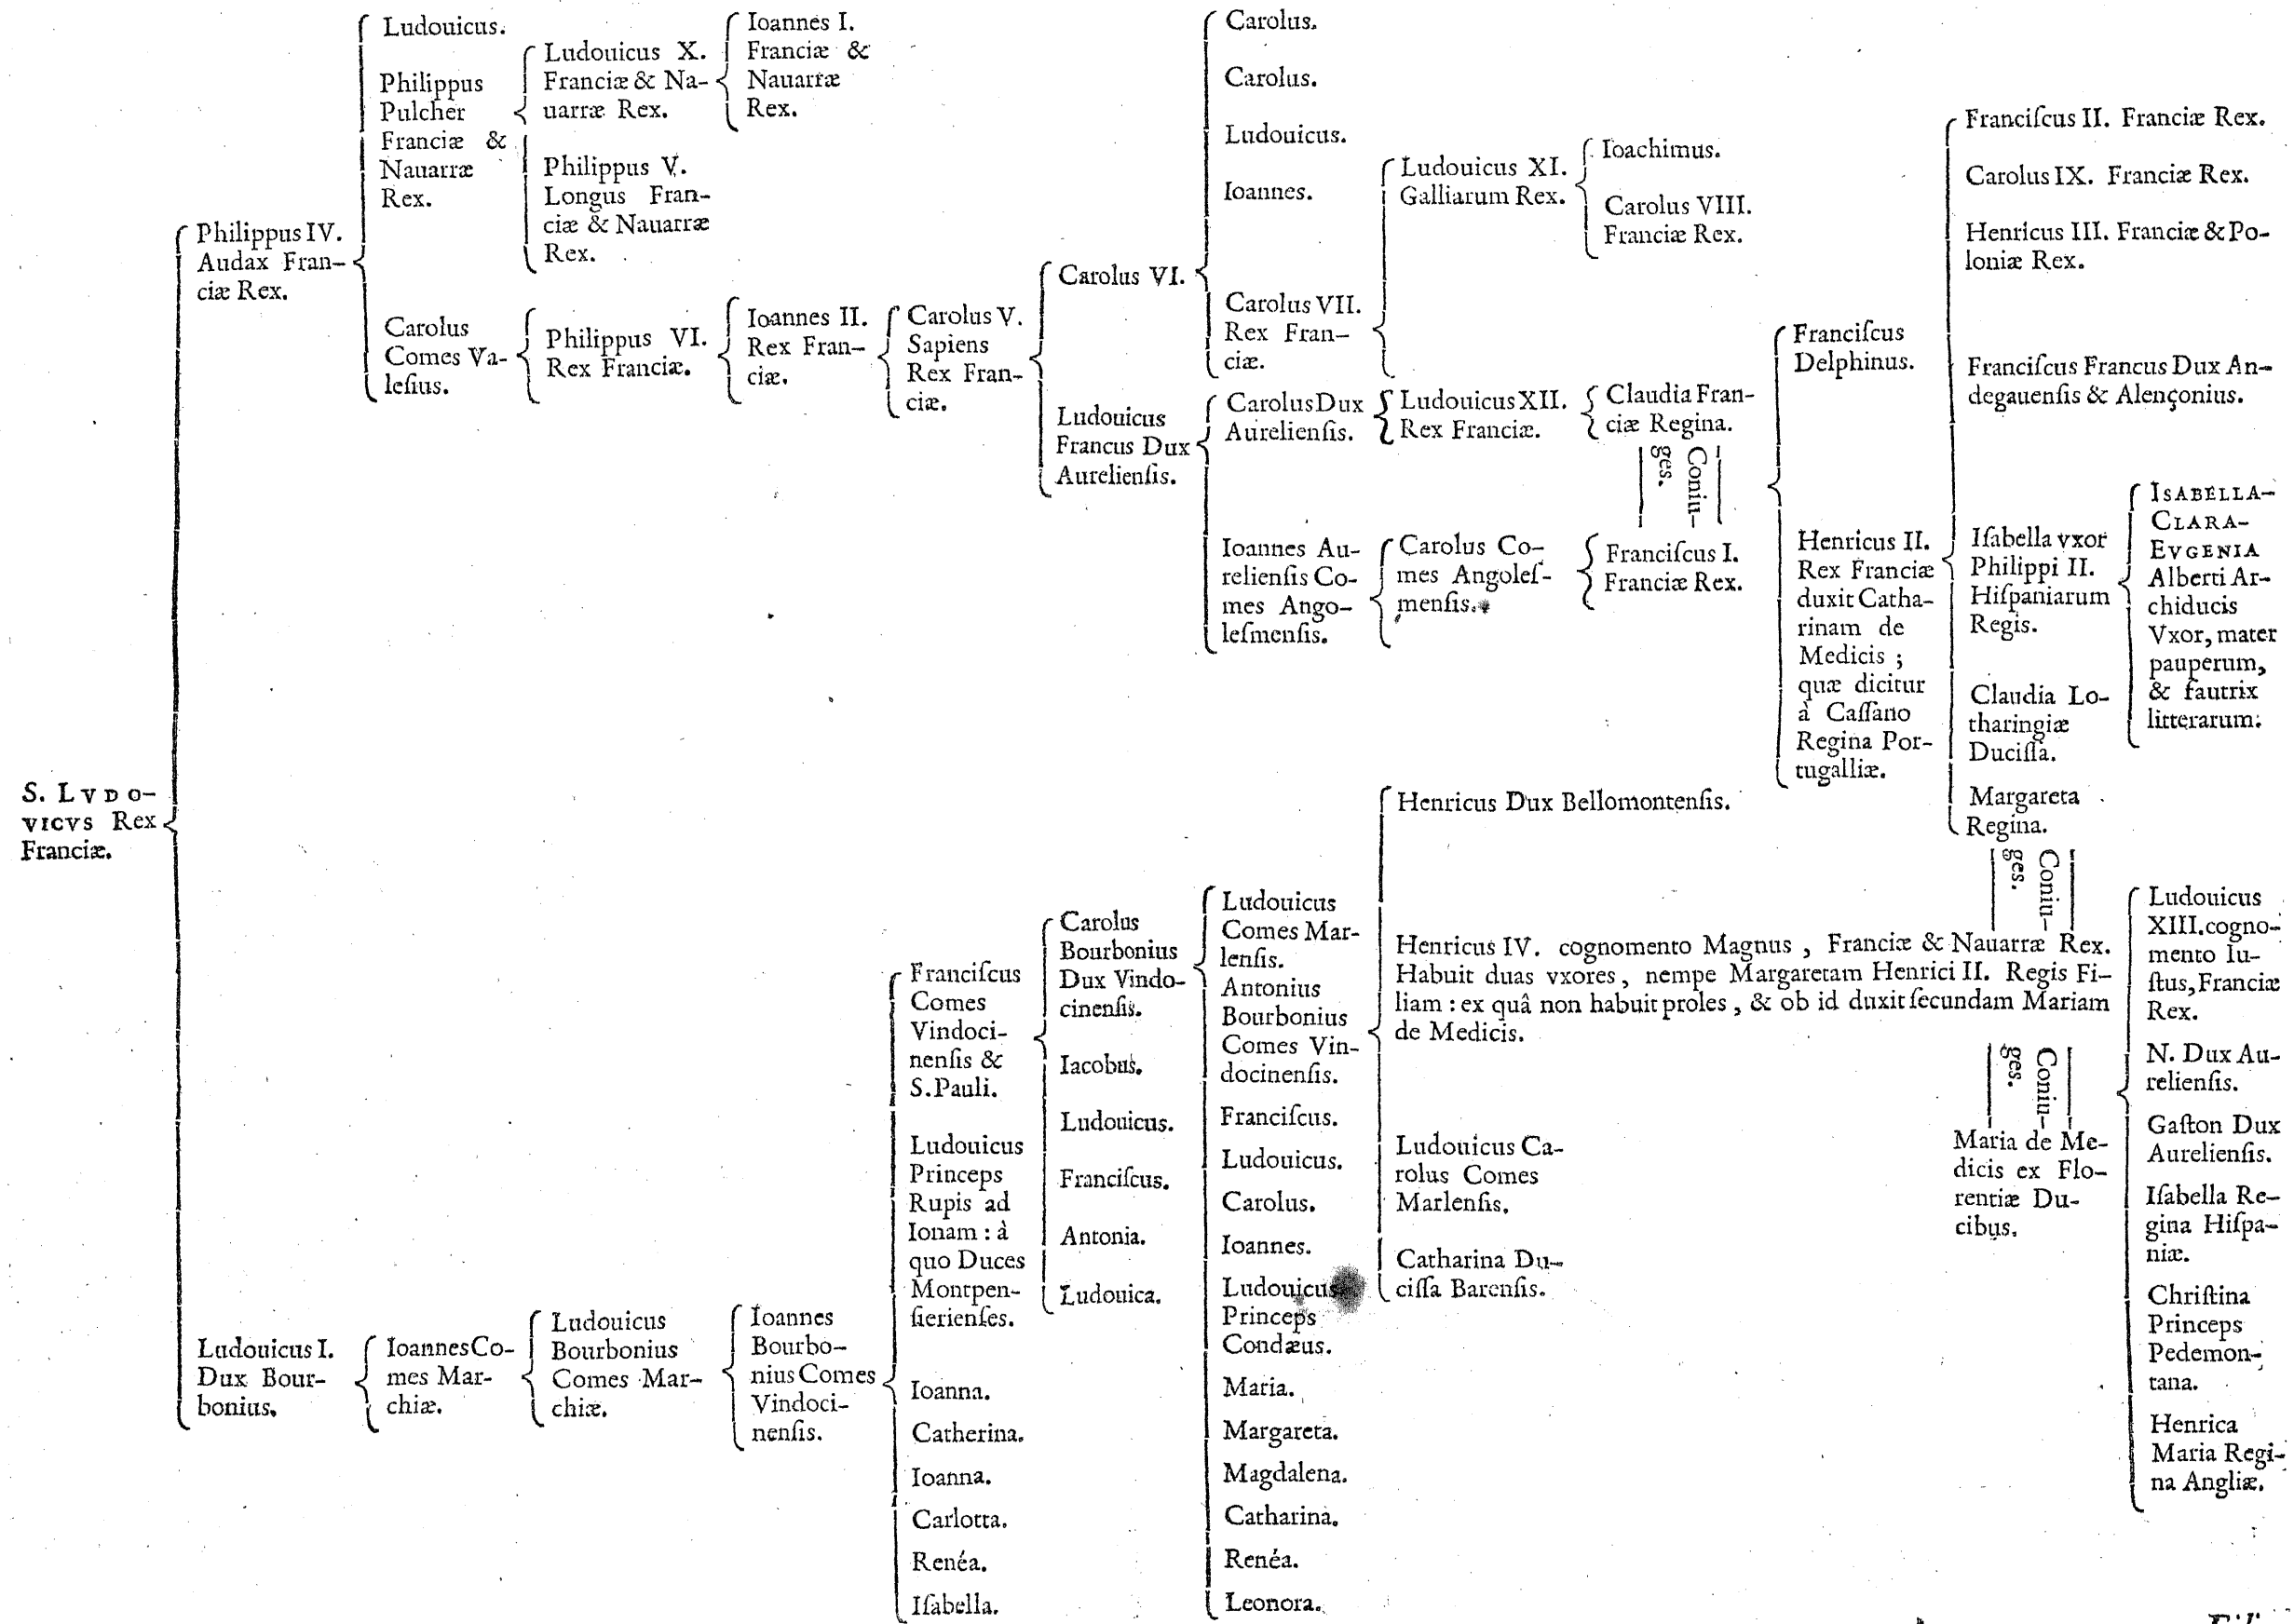 S. LVDO-
VICVS Rex
Franciæ.
Philippus IV.
Audax Fran-
ciæ Rex.
Ludouicus I.
Dux Bour-
bonius.
Ludouicus.
Philippus
Pulcher
Franciæ &
Nauarræ
Rex.
Carolus
Comes Va-
leſius.
Ioannes Co-
mes Mar-
chiæ.
Ludouicus X.
Franciæ & Na-
uarræ Rex.
Philippus V.
Longus Fran-
ciæ & Nauarræ
Rex.
Philippus VI.
Rex Franciæ.
Ludouicus
Bourbonius
Comes Mar-
chiæ.
Ioannes I.
Franciæ &
Nauarræ
Rex.
Ioannes II.
Rex Fran-
ciæ.
Ioannes
Bourbo-
nius Comes
Vindoci-
nenſis.
Carolus V.
Sapiens
Rex Fran-
ciæ.
Franciſcus
Comes
Vindoci-
nenſis &
S. Pauli.
Ludouicus
Princeps
Rupis ad
Ionam : à
quo Duces
Montpen-
ſierienſes.
Ioanna.
Catherina.
Ioanna.
Carlotta.
Renéa.
Iſabella.
Carolus VI.
Ludouicus
Francus Dux
Aurelienſis.
Carolus
Bourbonius
Dux Vindo-
cinenſis.
Iacobus.
Ludouicus.
Franciſcus.
Antonia.
Ludouica.
Carolus.
Carolus.
Ludouicus.
Ioannes.
Carolus VII.
Rex Fran-
ciæ.
Carolus Dux
Aurelienſis.
Ioannes Au-
relienſis Co-
mes Ango-
leſmenſis.
Ludouicus
Comes Mar-
lenſis.
Antonius
Bourbonius
Comes Vin-
docinenſis.
Franciſcus.
Ludouicus.
Carolus.
Ioannes.
Ludouicus
Princeps
Condæus.
Maria.
Margareta.
Magdalena.
Catharina.
Renéa.
Leonora.
Ludouicus XI.
Galliarum Rex.
Ludouicus XII.
Rex Franciæ.
Carolus Co-
mes Angoleſ-
menſis.
Henricus Dux Bellomontenſis.
Henricus IV. cognomento Magnus , Franciæ & Nauarræ Rex.
Habuit duas vxores , nempe Margaretam Henrici II. Regis Fi-
liam : ex quâ non habuit proles , & ob id duxit ſecundam Mariam
de Medicis.
Ludouicus Ca-
rolus Comes
Marlenſis.
Catharina Du-
ciſſa Barenſis.
Ioachimus.
Carolus VIII.
Franciæ Rex.
Claudia Fran-
ciæ Regina.
Coniu-
ges.
Franciſcus I.
Franciæ Rex.
Franciſcus
Delphinus.
Henricus II.
Rex Franciæ
duxit Catha-
rinam de
Medicis ;
quæ dicitur
à Caſſano
Regina Por-
tugalliæ.
Franciſcus II. Franciæ Rex.
Carolus IX. Franciæ Rex.
Henricus III. Franciæ & Po-
loniæ Rex.
Franciſcus Francus Dux An-
degauenſis & Alençonius.
Iſabella vxor
Philippi II.
Hiſpaniarum
Regis.
Claudia Lo-
tharingiæ
Duciſſa.
Margareta
Regina.
Coniu-
ges.
Coniu-
ges.
Maria de Me-
dicis ex Flo-
rentiæ Du-
cibus.
ISABELLA-
CLARA-
EVGENIA
Alberti Ar-
chiducis
Vxor, mater
pauperum,
& fautrix
litterarum.
Ludouicus
XIII. cogno-
mento Iu-
ſtus, Franciæ
Rex.
N. Dux Au-
relienſis.
Gaſton Dux
Aurelienſis.
Iſabella Re-
gina Hiſpa-
niæ.
Chriſtina
Princeps
Pedemon-
tana.
Henrica
Maria Regi-
na Angliæ.